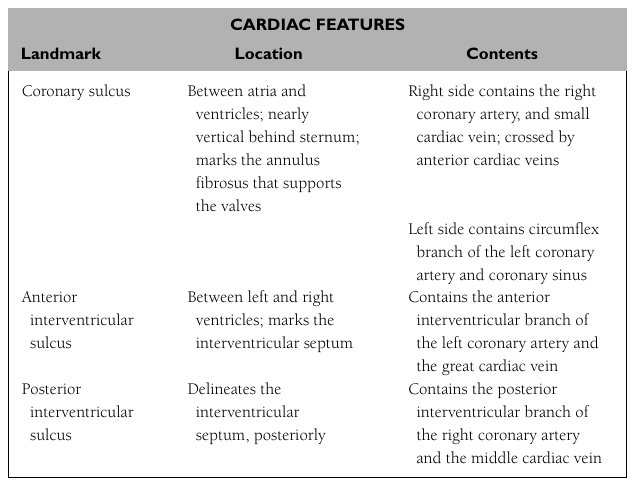 CARDIAC FEATURES
Landmark Location Contents
Coronary sulcus
Between atria and
ventricles; nearly
vertical behind sternum;
marks the annulus
fibrosus that supports
the valves
Right side contains the right
coronary artery, and small
cardiac vein; crossed by
anterior cardiac veins
Left side contains circumflex
branch of the left coronary
artery and coronary sinus
Anterior
interventricular
sulcus
Between left and right
ventricles; marks the
interventricular septum
Contains the anterior
interventricular branch of
the left coronary artery and
the great cardiac vein
Posterior
interventricular
sulcus
Delineates the
interventricular
septum, posteriorly
Contains the posterior
interventricular branch of
the right coronary artery
and the middle cardiac vein